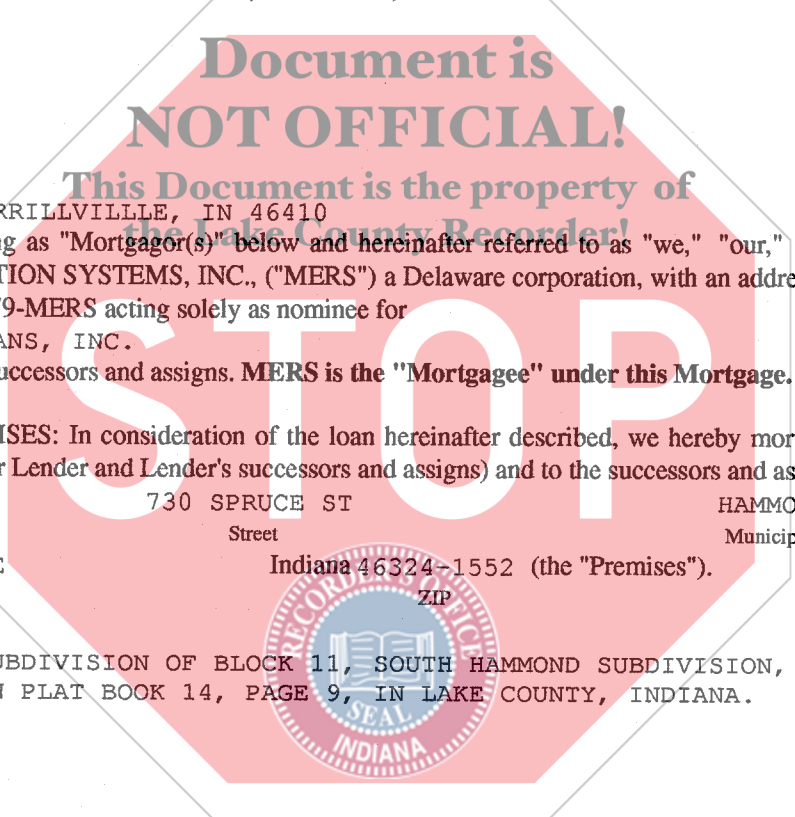 Document is
NOT OFFICIAL!
This Document is the property of
the Lake County Recorder!
RRILLVILLLE, IN 46410
g as "Mortgagor(s)" below and hereinafter referred to as "we," "our,"
TION SYSTEMS, INC., ("MERS") a Delaware corporation, with an addre
9-MERS acting solely as nominee for
ANS, INC.
uccessors and assigns. MERS is the "Mortgagee" under this Mortgage.
STOP
ISES: In consideration of the loan hereinafter described, we hereby mor
r Lender and Lender's successors and assigns) and to the successors and as
730 SPRUCE ST HAMMO
Street Municip
E Indiana 46324-1552 (the "Premises").
ZIP
RECORDER'S OFFICE
UBDIVISION OF BLOCK 11, SOUTH HAMMOND SUBDIVISION,
N PLAT BOOK 14, PAGE 9, IN LAKE COUNTY, INDIANA.
SEAL
INDIANA